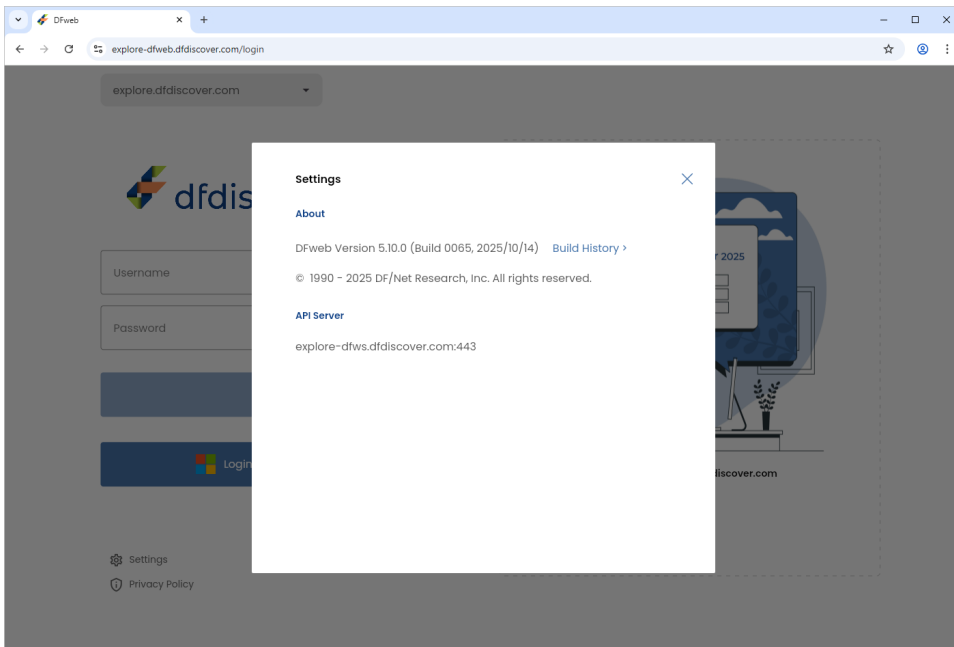 DFweb
explore-dfweb.dfdiscover.com/login
explore.dfdiscover.com
dfdis
Settings
About
DFweb Version 5.10.0 (Build 0065, 2025/10/14) Build History >
© 1990 - 2025 DF/Net Research, Inc. All rights reserved.
API Server
explore-dfws.dfdiscover.com:443
Username
Password
Login
2025
discover.com
Settings
Privacy Policy